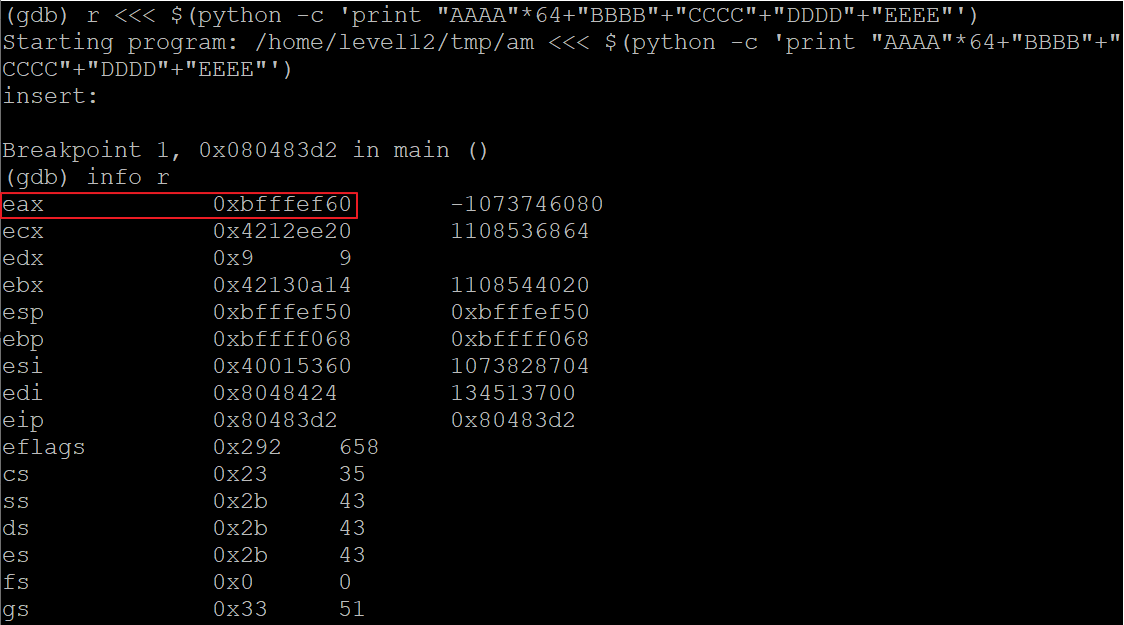 (gdb) r <<< $(python -c 'print "AAAA"*64+"BBBB"+"CCCC"+"DDDD"+"EEEE"')
Starting program: /home/level12/tmp/am <<< $(python -c 'print "AAAA"*64+"BBBB"+"
CCCC"+"DDDD"+"EEEE"')
insert:
Breakpoint 1, 0x080483d2 in main ()
(gdb) info r
eax 0xbfffef60 -1073746080
ecx 0x4212ee20 1108536864
edx 0x9 9
ebx 0x42130a14 1108544020
esp 0xbfffef50 0xbfffef50
ebp 0xbffff068 0xbffff068
esi 0x40015360 1073828704
edi 0x8048424 134513700
eip 0x80483d2 0x80483d2
eflags 0x292 658
cs 0x23 35
ss 0x2b 43
ds 0x2b 43
es 0x2b 43
fs 0x0 0
gs 0x33 51